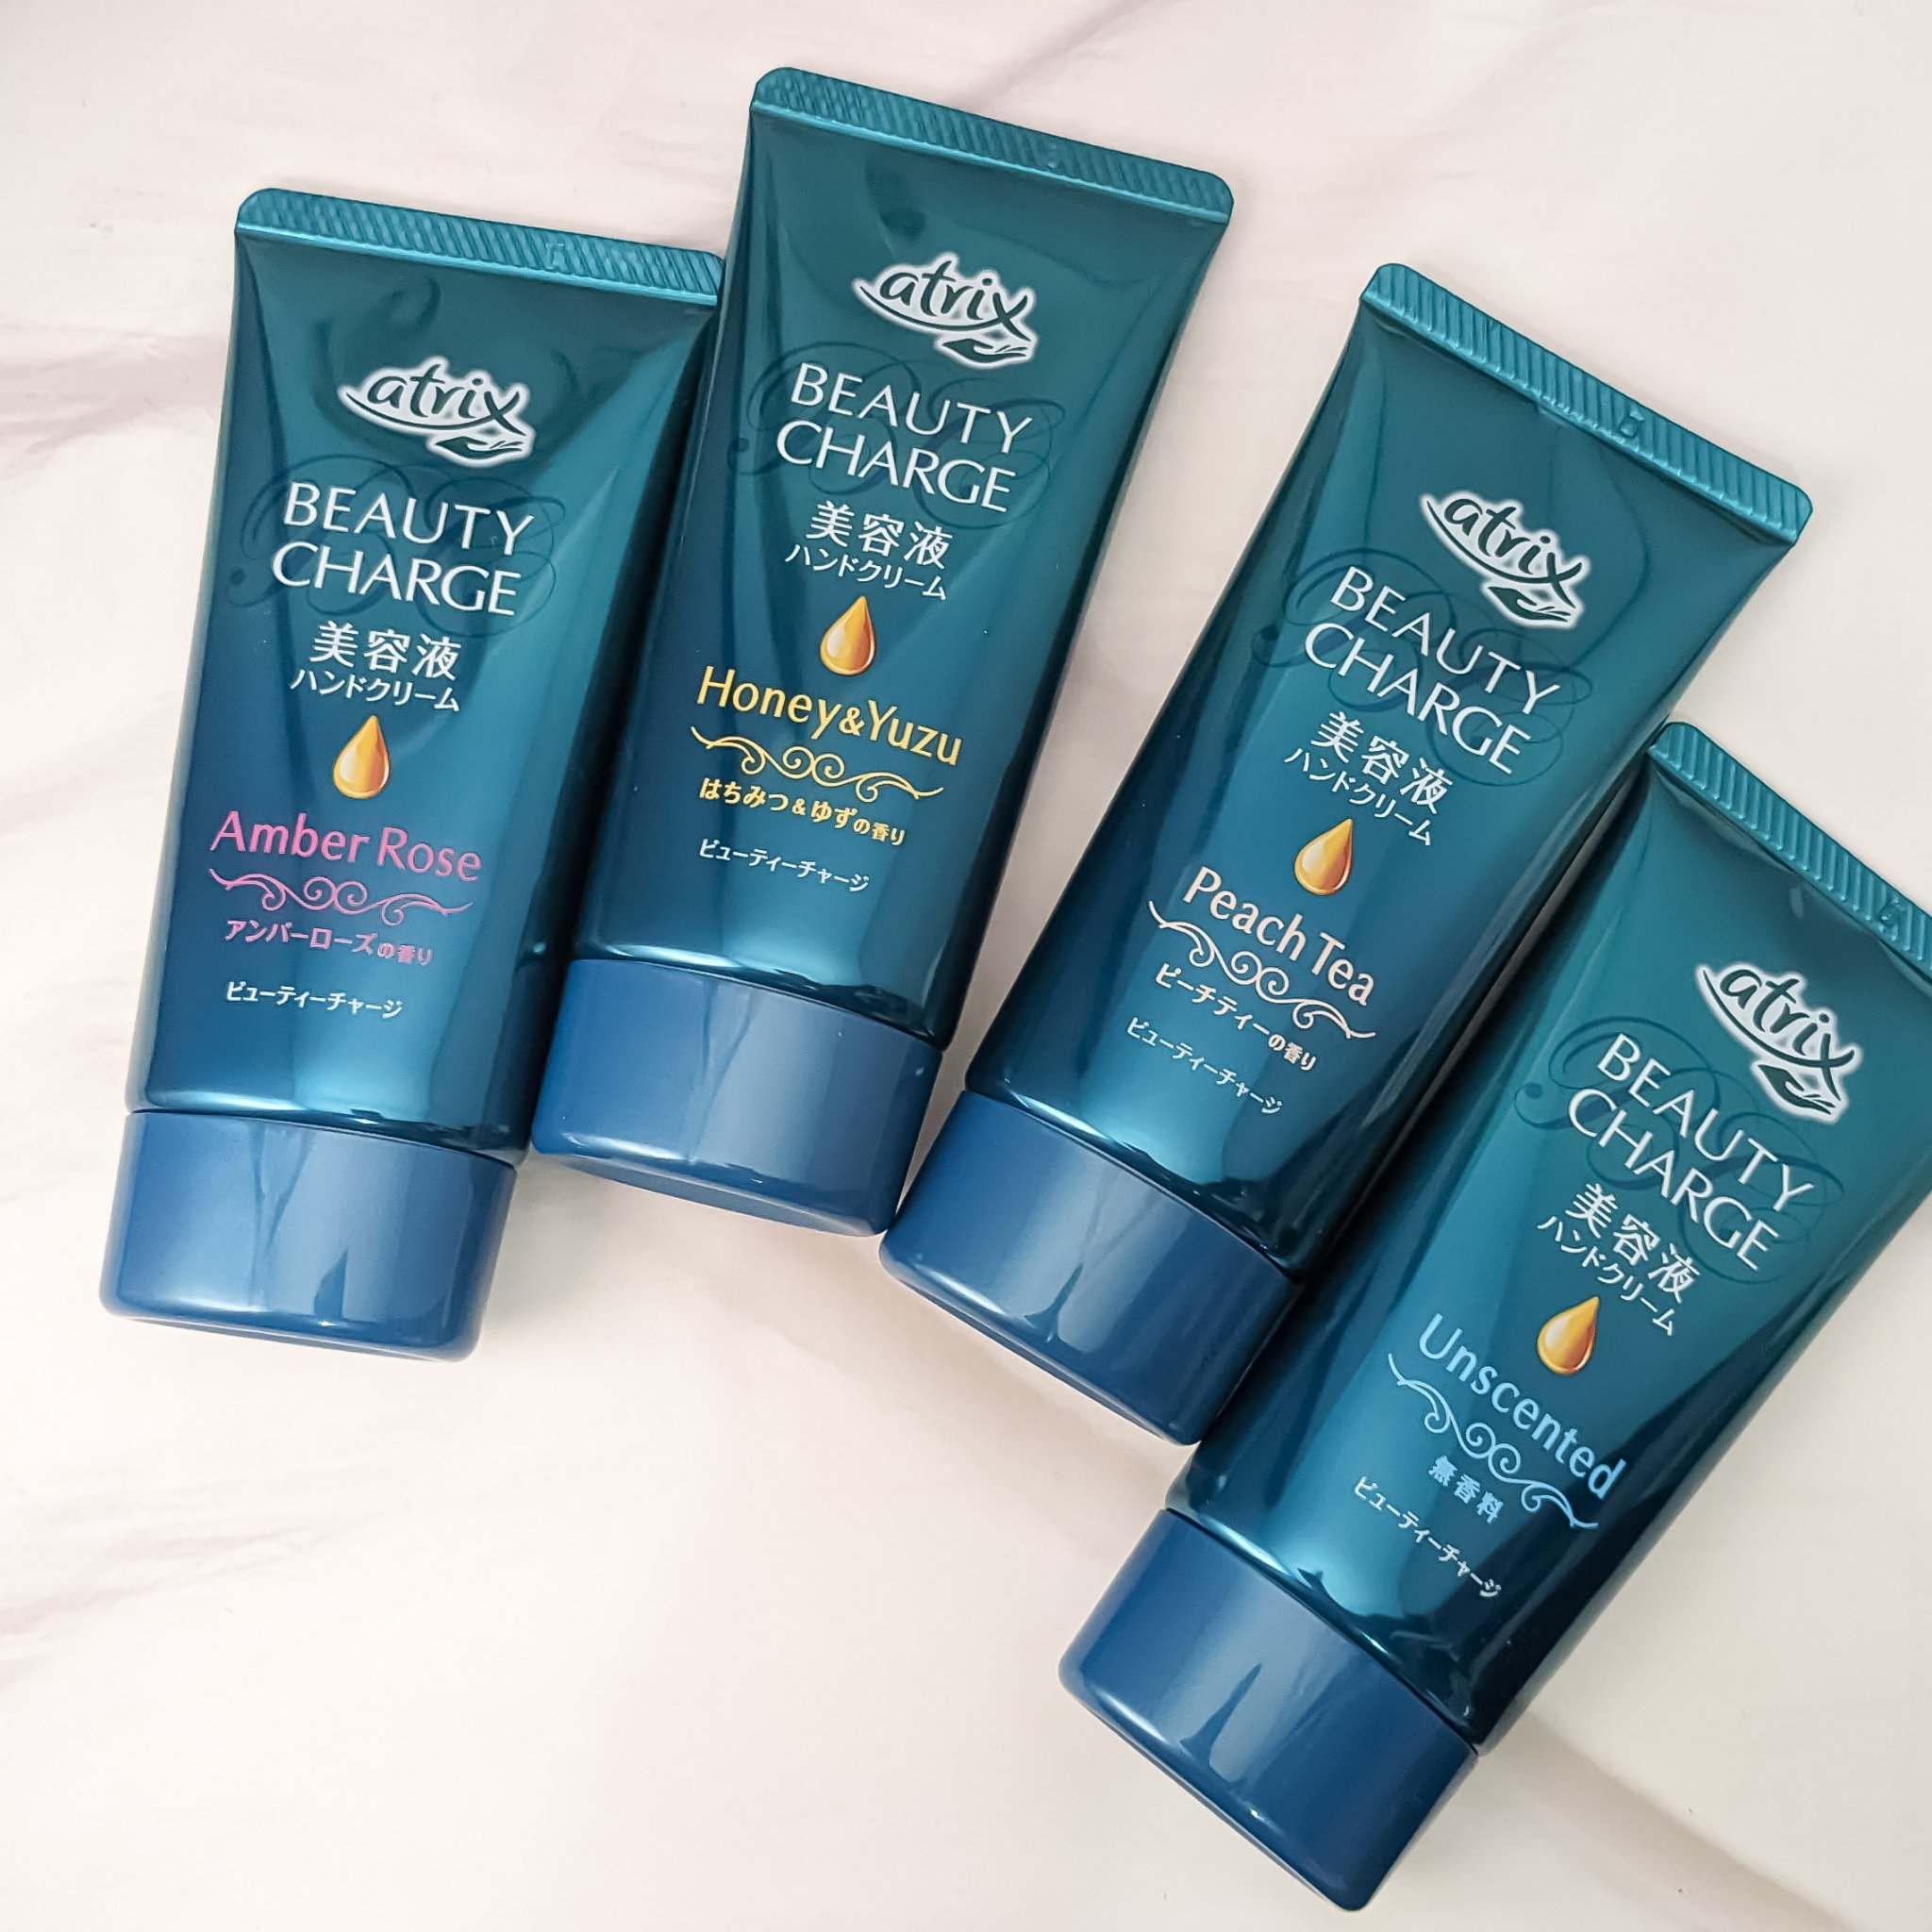 atrix
BEAUTY
CHARGE
美容液
ハンドクリーム
Amber Rose
アンバーローズの香り
ビューティーチャージ
atrix
BEAUTY
CHARGE
美容液
ハンドクリーム
Honey&Yuzu
はちみつ&ゆずの香り
ビューティーチャージ
atrix
BEAUTY
CHARGE
美容液
ハンドクリーム
Peach Tea
ピーチティーの香り
ビューティーチャージ
atrix
BEAUTY
CHARGE
美容液
ハンドクリーム
Unscented
無香料
ビューティーチャージ